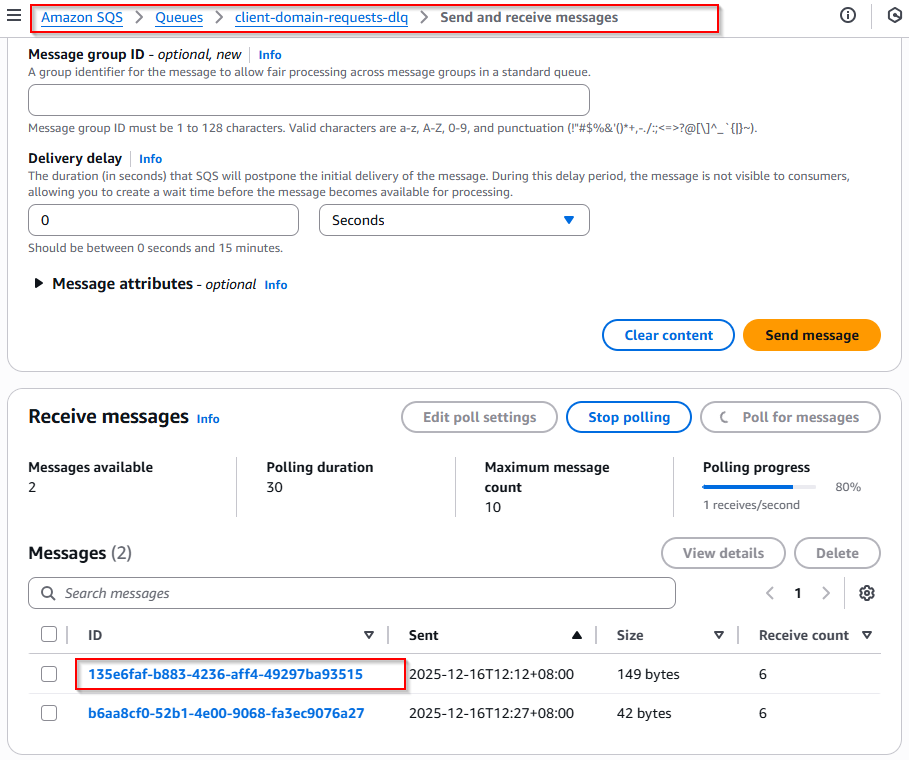 Amazon SQS > Queues > client-domain-requests-dlq > Send and receive messages
Message group ID - optional, new Info
A group identifier for the message to allow fair processing across message groups in a standard queue.
Message group ID must be 1 to 128 characters. Valid characters are a-z, A-Z, 0-9, and punctuation (!"#$%&'()*+,-./:;<=>?@[\]^_`{|}~).
Delivery delay Info
The duration (in seconds) that SQS will postpone the initial delivery of the message. During this delay period, the message is not visible to consumers,
allowing you to create a wait time before the message becomes available for processing.
0 Seconds
Should be between 0 seconds and 15 minutes.
Message attributes - optional Info
Clear content Send message
Receive messages Info Edit poll settings Stop polling Poll for messages
Messages available Polling duration Maximum message Polling progress
2 30 count 80%
10 1 receives/second
Messages (2) View details Delete
Search messages 1
ID Sent Size Receive count
135e6faf-b883-4236-aff4-49297ba93515 2025-12-16T12:12+08:00 149 bytes 6
b6aa8cf0-52b1-4e00-9068-fa3ec9076a27 2025-12-16T12:27+08:00 42 bytes 6